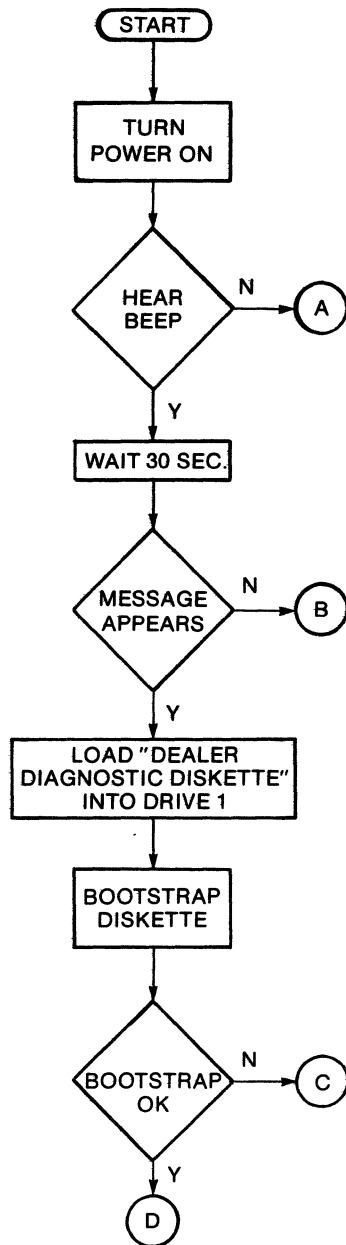 START
TURN
POWER ON
HEAR
BEEP
N
A
Y
WAIT 30 SEC.
MESSAGE
APPEARS
N
B
Y
LOAD "DEALER
DIAGNOSTIC DISKETTE"
INTO DRIVE 1
BOOTSTRAP
DISKETTE
BOOTSTRAP
OK
N
C
Y
D